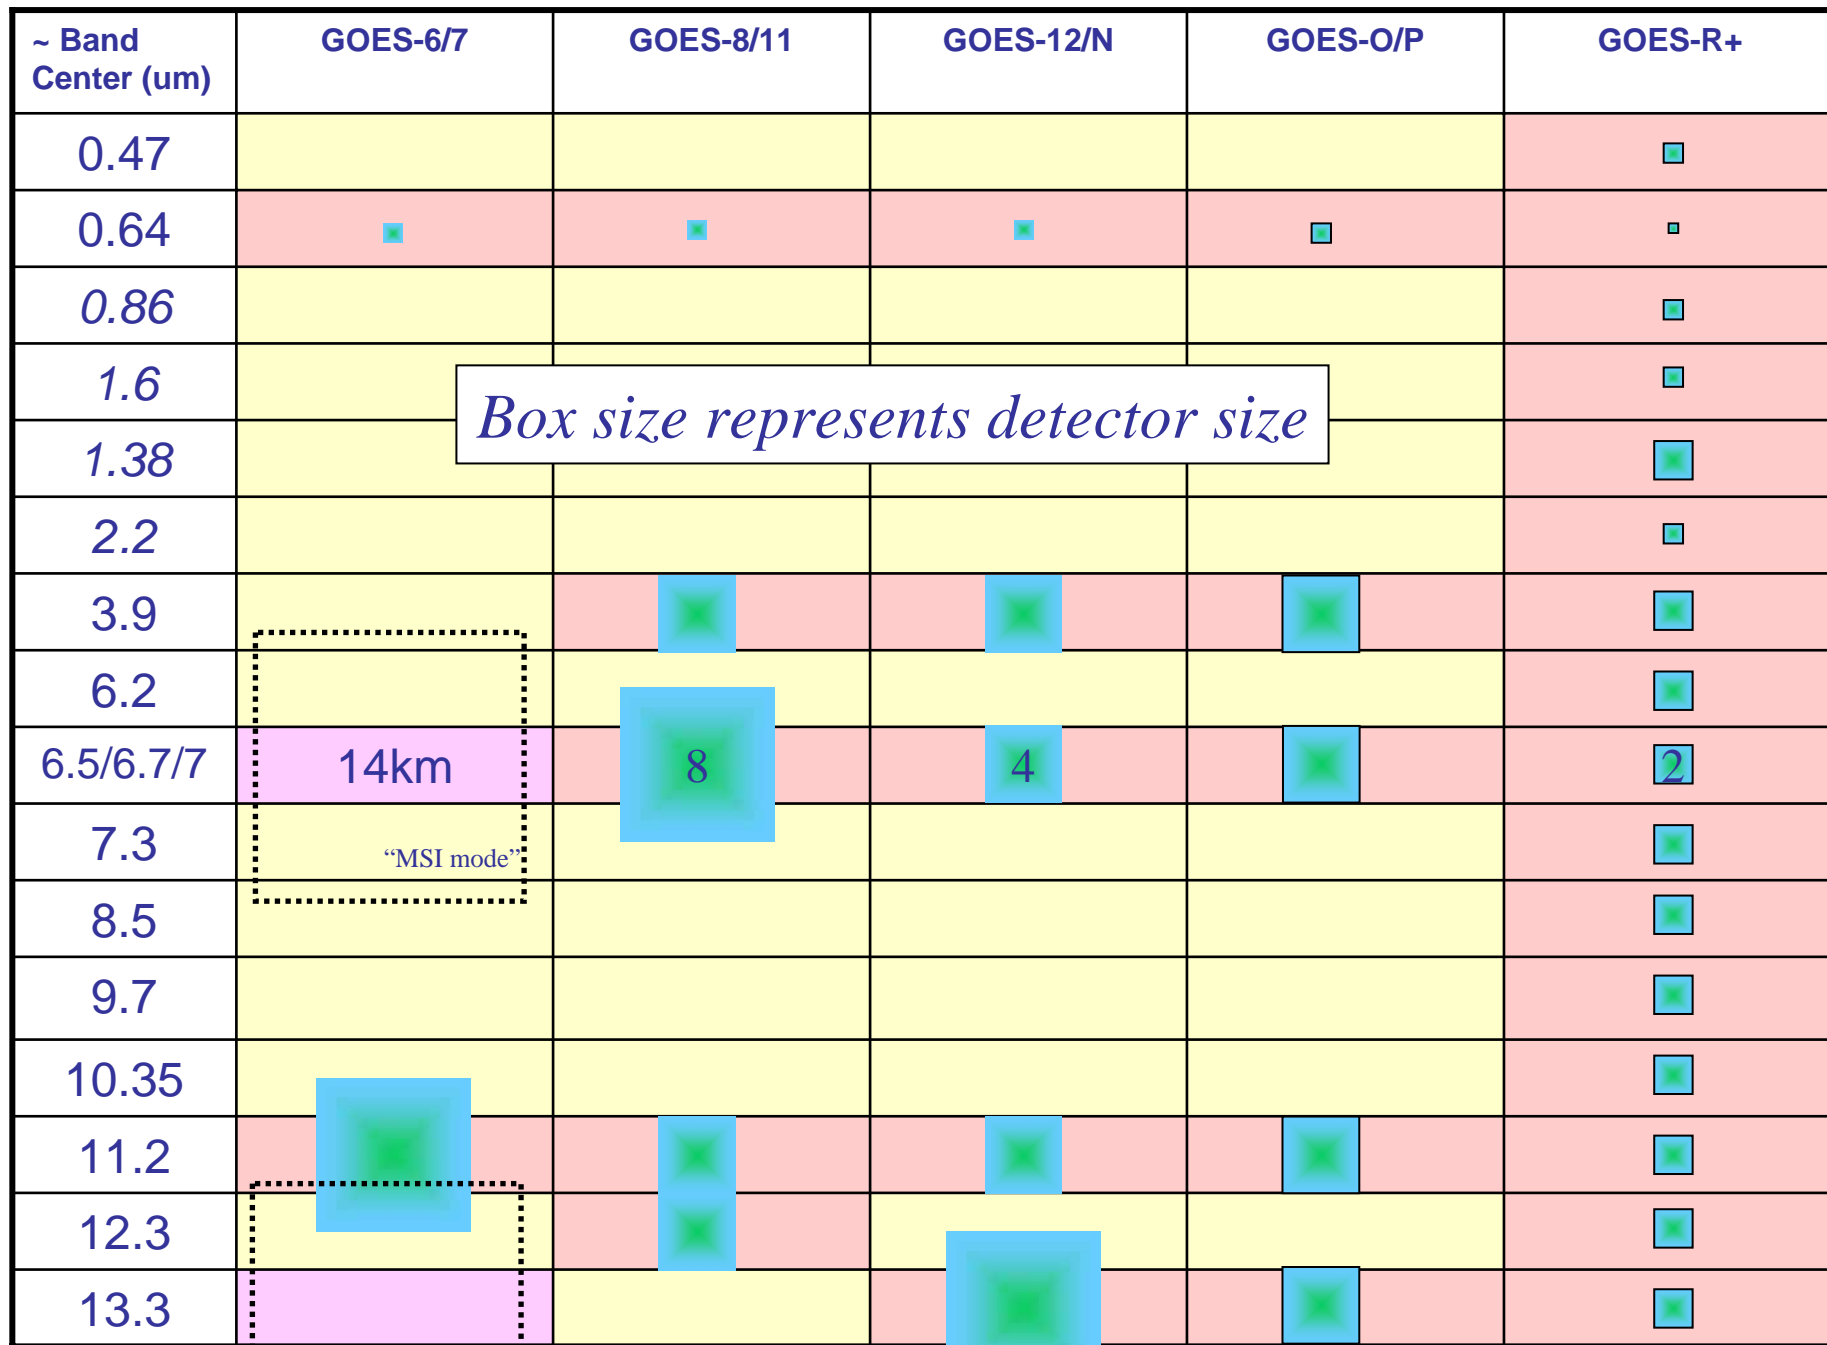 ~ Band
Center (um)
GOES-6/7
GOES-8/11
GOES-12/N
GOES-O/P
GOES-R+
0.47
0.64
0.86
1.6
Box size represents detector size
1.38
2.2
3.9
6.2
6.5/6.7/7
14km
8
4
2
7.3
“MSI mode”
8.5
9.7
10.35
11.2
12.3
13.3